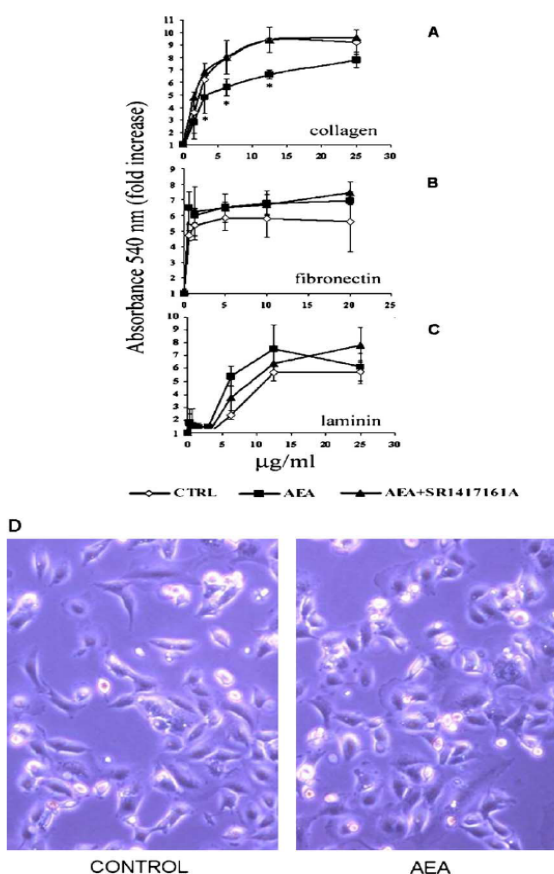 A
11
10
9
8
7
6
5
4
3
2
1
* * *
collagen
0 5 10 15 20 25 30
Absorbance 540 nm (fold increase)
B
9
8
7
6
5
4
3
2
1
fibronectin
0 5 10 15 20 25
C
10
9
8
7
6
5
4
3
2
1
laminin
0 5 10 15 20 25 30
µg/ml
CTRL AEA AEA+SR1417161A
D
CONTROL AEA